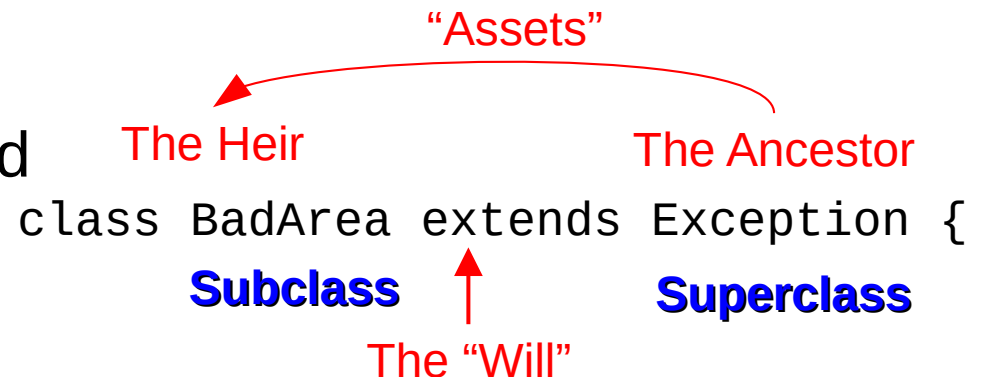 “Assets”
d The Heir The Ancestor
class BadArea extends Exception {
Subclass Superclass
The “Will”